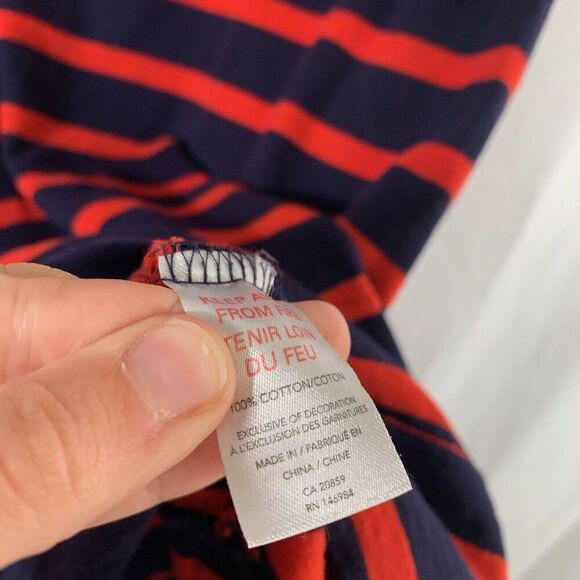 KEEP
FROM FIRE
TENIR LOIN
DU FEU
100% COTTON/COTON
EXCLUSIVE OF DECORATION
À L'EXCLUSION DES GARNITURES
MADE IN / FABRIQUÉ EN
CHINA / CHINE
CA 20859
RN 146984